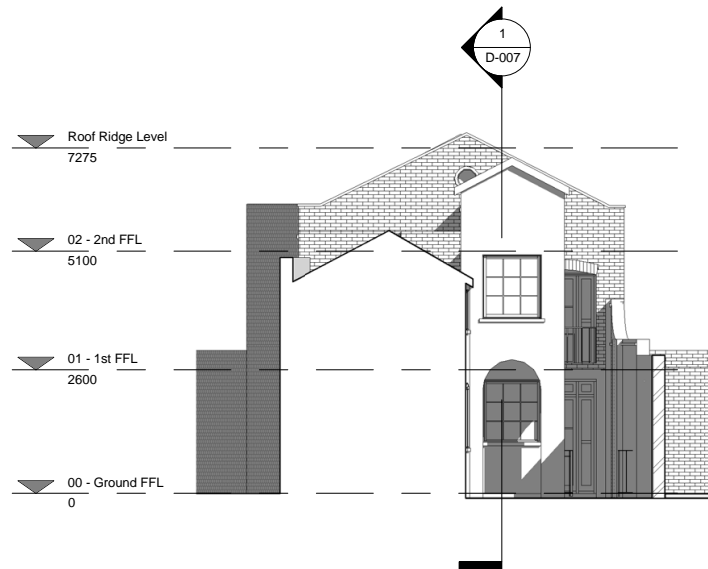 1
D-007
Roof Ridge Level
7275
02 - 2nd FFL
5100
01 - 1st FFL
2600
00 - Ground FFL
0